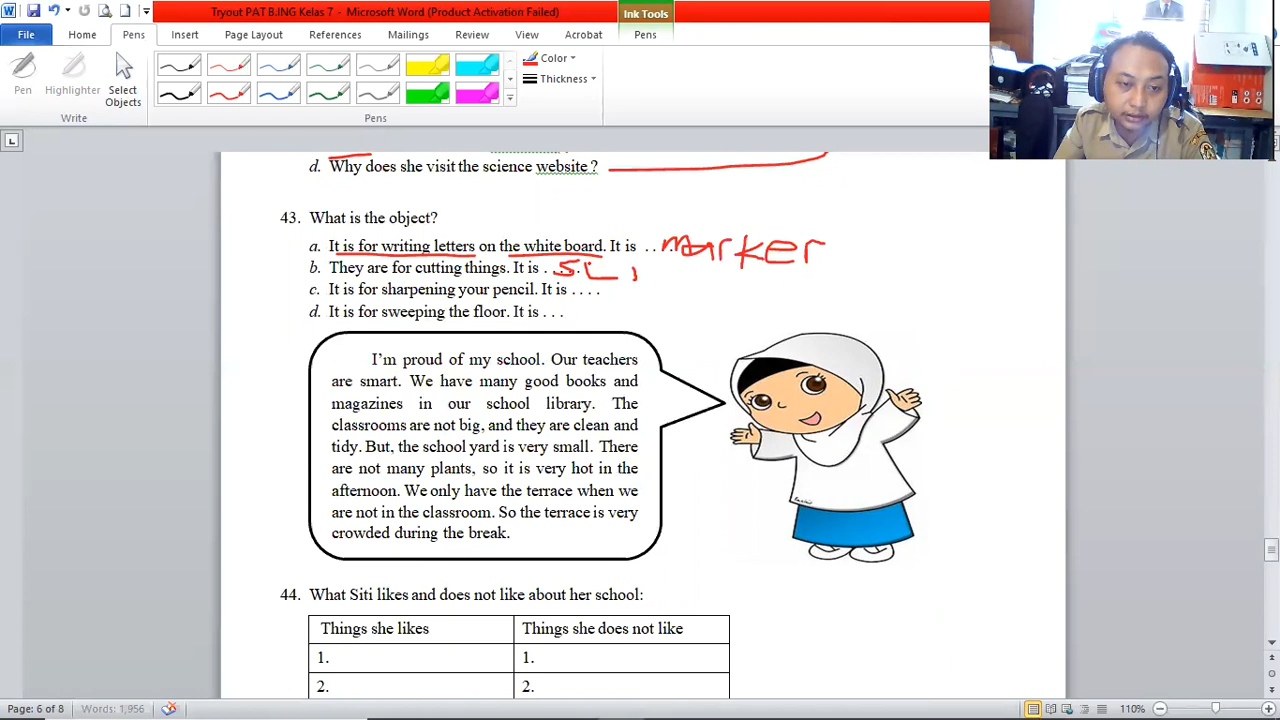 Tryout PAT B.ING Kelas 7 - Microsoft Word (Product Activation Failed)
Ink Tools
File Home Pens Insert Page Layout References Mailings Review View Acrobat Pens
Pen Highlighter Select Objects
Color
Thickness
Write Pens
d. Why does she visit the science website ?
43. What is the object?
a. It is for writing letters on the white board. It is . . marker
b. They are for cutting things. It is . . . .
c. It is for sharpening your pencil. It is . . . .
d. It is for sweeping the floor. It is . . .
I'm proud of my school. Our teachers
are smart. We have many good books and
magazines in our school library. The
classrooms are not big, and they are clean and
tidy. But, the school yard is very small. There
are not many plants, so it is very hot in the
afternoon. We only have the terrace when we
are not in the classroom. So the terrace is very
crowded during the break.
44. What Siti likes and does not like about her school:
Things she likes Things she does not like
1. 1.
2. 2.
Page: 6 of 8 Words: 1,956 110%